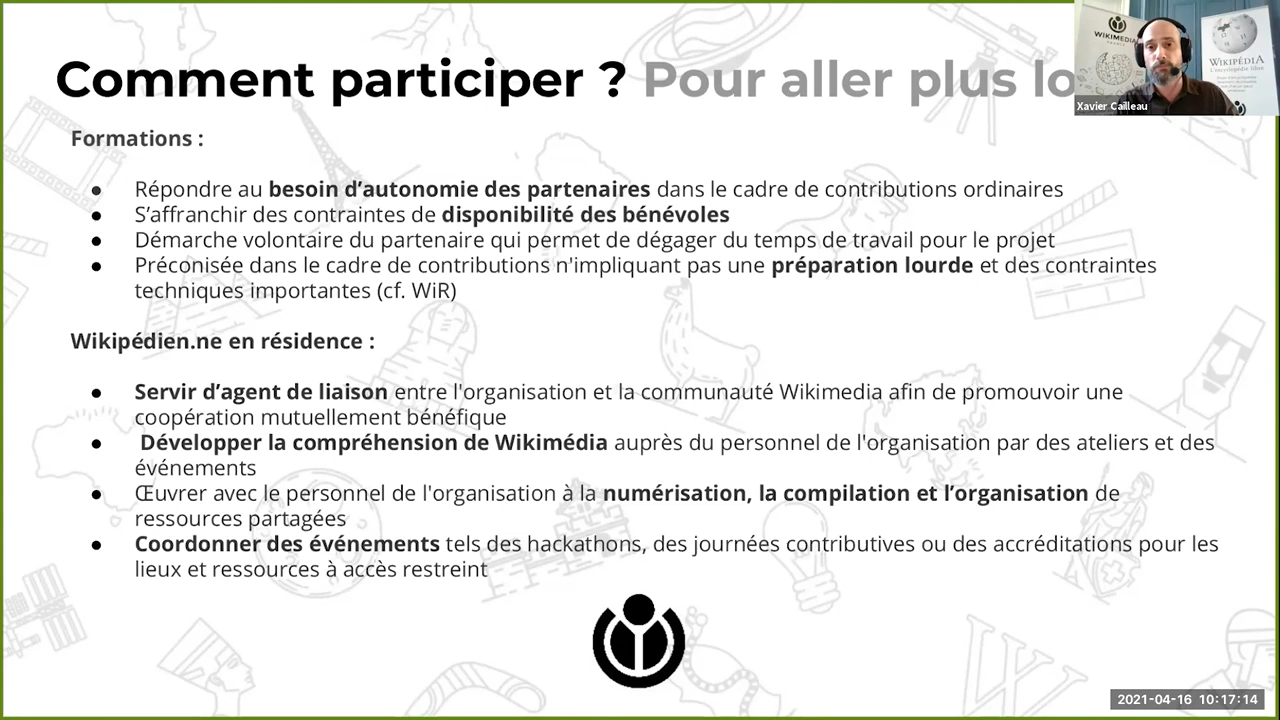 Comment participer ? Pour aller plus lo
WIKIMEDIA
FRANCE
WIKIPÉDIA
L'encyclopédie libre
Xavier Cailleau
Formations :
● Répondre au besoin d’autonomie des partenaires dans le cadre de contributions ordinaires
● S’affranchir des contraintes de disponibilité des bénévoles
● Démarche volontaire du partenaire qui permet de dégager du temps de travail pour le projet
● Préconisée dans le cadre de contributions n'impliquant pas une préparation lourde et des contraintes
techniques importantes (cf. WiR)
Wikipédien.ne en résidence :
● Servir d’agent de liaison entre l'organisation et la communauté Wikimedia afin de promouvoir une
coopération mutuellement bénéfique
● Développer la compréhension de Wikimédia auprès du personnel de l'organisation par des ateliers et des
événements
● Œuvrer avec le personnel de l'organisation à la numérisation, la compilation et l’organisation de
ressources partagées
● Coordonner des événements tels des hackathons, des journées contributives ou des accréditations pour les
lieux et ressources à accès restreint
2021-04-16 10:17:14